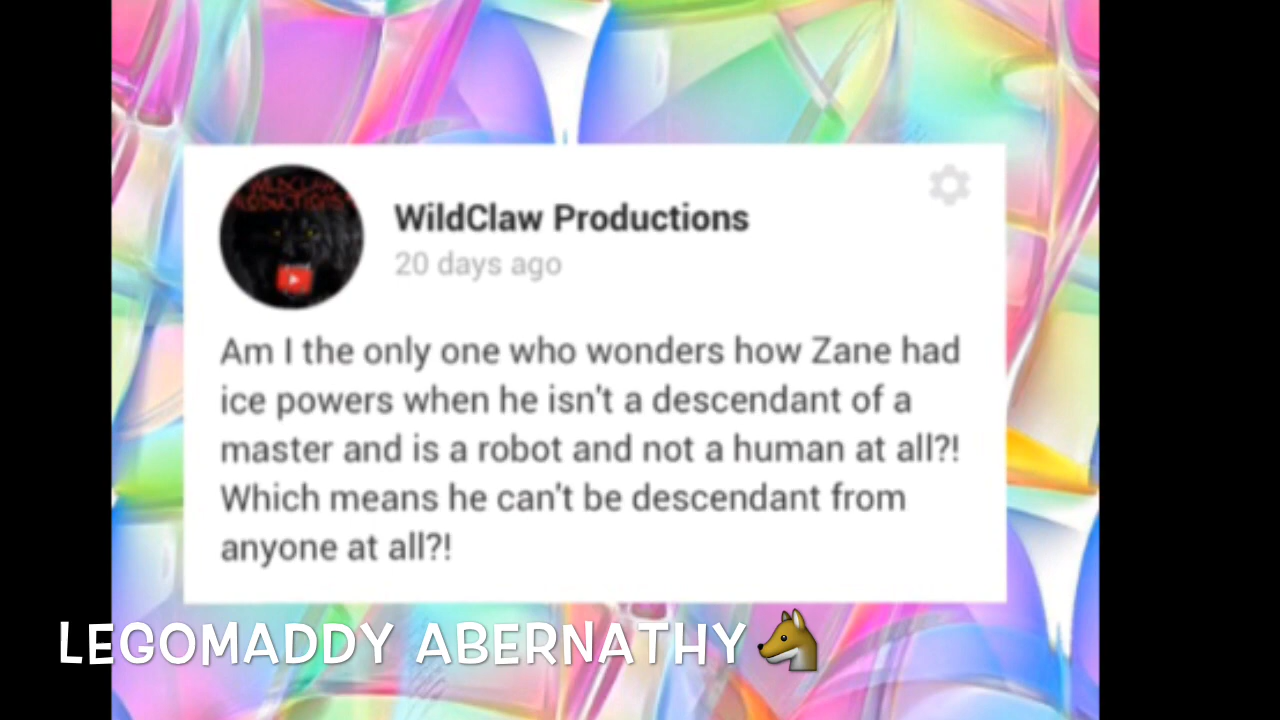 WILDCLAW
PRODUCTIONS
WildClaw Productions
20 days ago
Am I the only one who wonders how Zane had
ice powers when he isn't a descendant of a
master and is a robot and not a human at all?!
Which means he can't be descendant from
anyone at all?!
LEGOMADDY ABERNATHY🐺